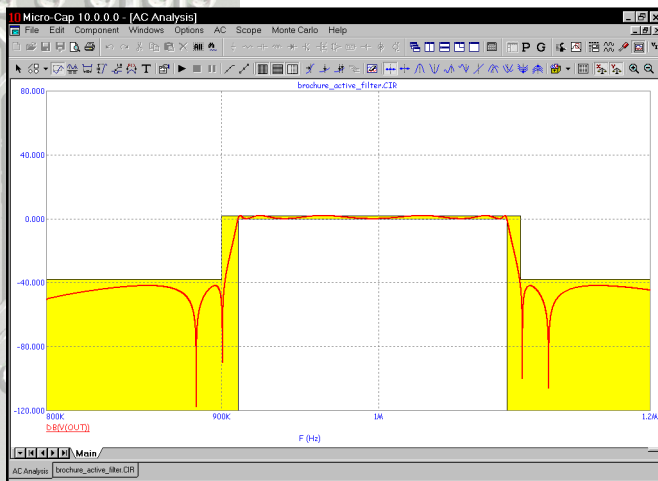 Micro-Cap 10.0.0.0 - [AC Analysis]
File Edit Component Windows Options AC Scope Monte Carlo Help
T P G
brochure_active_filter.CIR
80.000
40.000
0.000
-40.000
-80.000
-120.000
800K 900K 1M 1.2M
DB(V(OUT))
F (Hz)
Main
AC Analysis brochure_active_filter.CIR